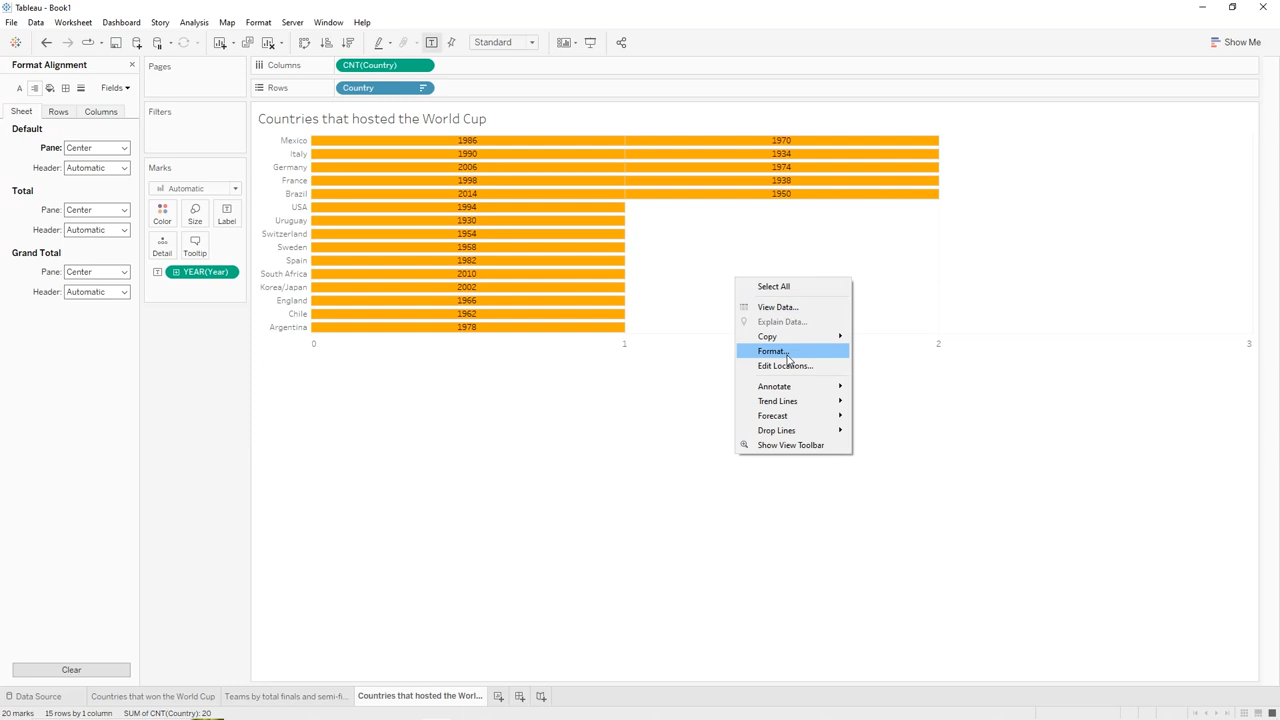 Tableau - Book1
File Data Worksheet Dashboard Story Analysis Map Format Server Window Help
Standard
Show Me
Format Alignment
Fields
Sheet Rows Columns
Default
Pane: Center
Header: Automatic
Total
Pane: Center
Header: Automatic
Grand Total
Pane: Center
Header: Automatic
Clear
Pages
Filters
Marks
Automatic
Color Size Label
Detail Tooltip
YEAR(Year)
Columns CNT(Country)
Rows Country
Countries that hosted the World Cup
Mexico 1986 1970
Italy 1990 1934
Germany 2006 1974
France 1998 1938
Brazil 2014 1950
USA 1994
Uruguay 1930
Switzerland 1954
Sweden 1958
Spain 1982
South Africa 2010
Korea/Japan 2002
England 1966
Chile 1962
Argentina 1978
0 1 2 3
Select All
View Data...
Explain Data...
Copy
Format...
Edit Locations...
Annotate
Trend Lines
Forecast
Drop Lines
Show View Toolbar
Data Source Countries that won the World Cup Teams by total finals and semi-fi... Countries that hosted the Worl...
20 marks 15 rows by 1 column SUM of CNT(Country): 20